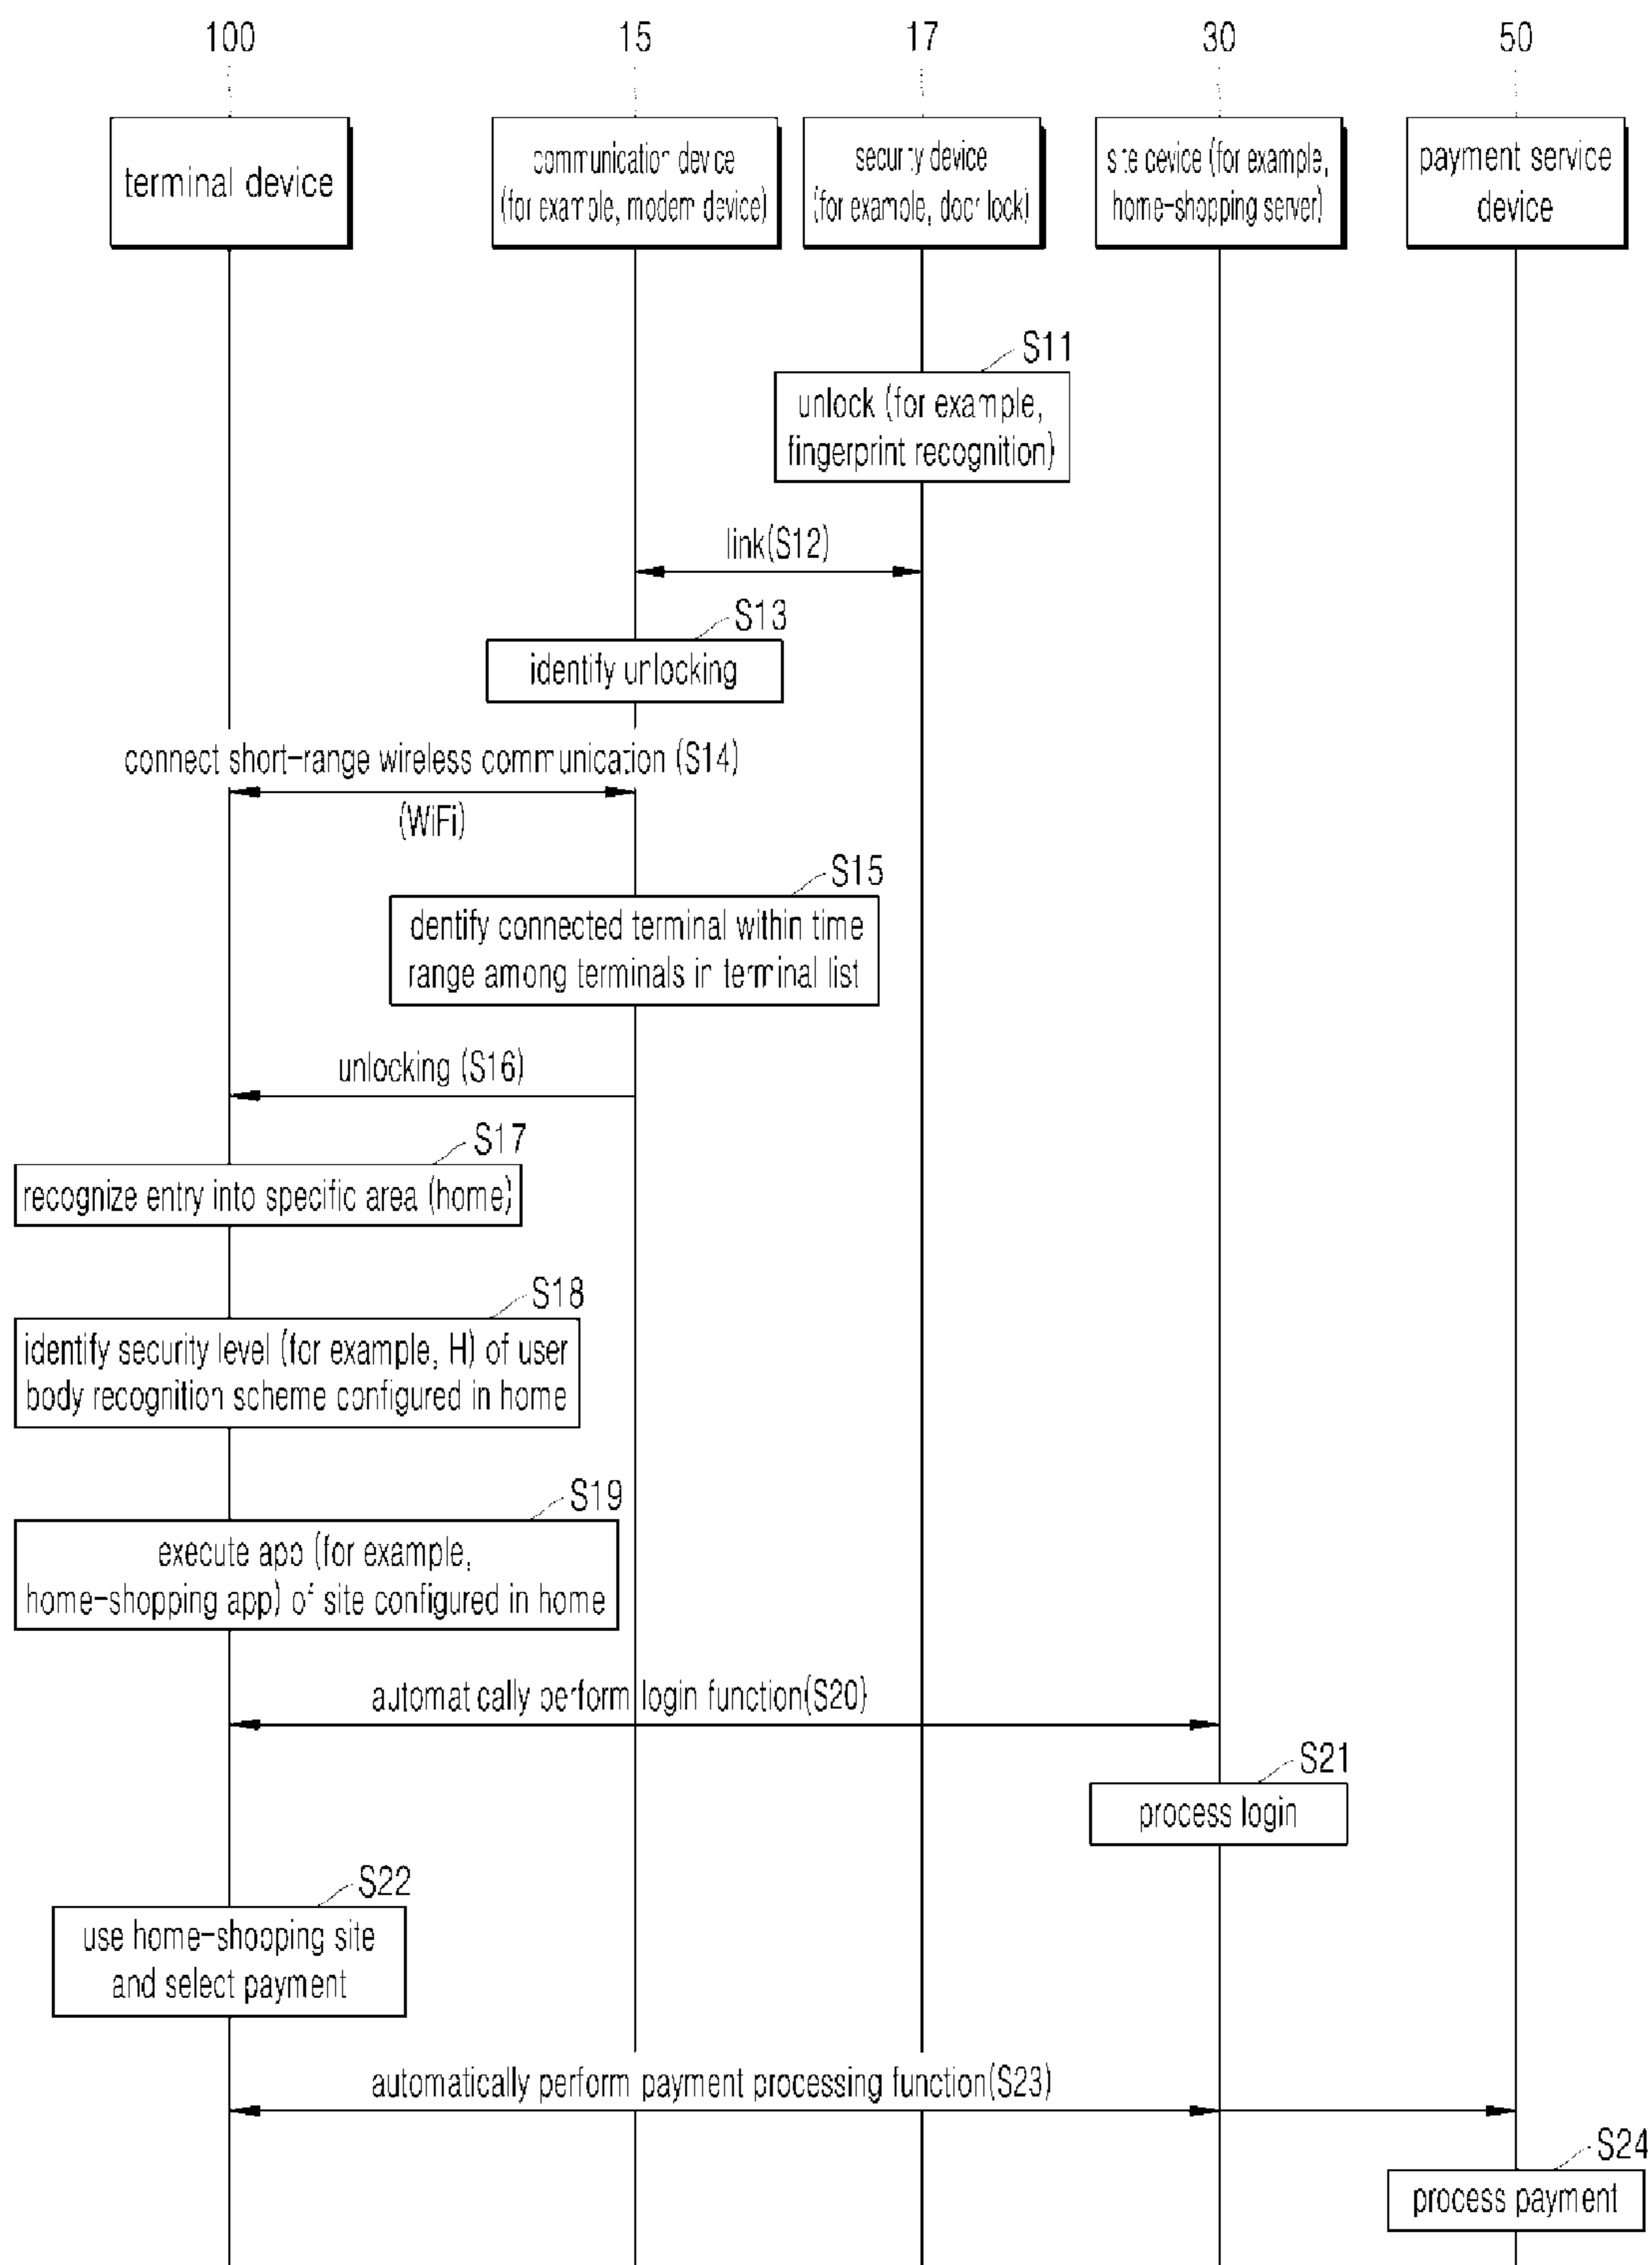 100
15
17
30
50
terminal device
communication device
(for example, modem device)
security device
(for example, door lock)
site device (for example,
home-shopping server)
payment service
device
S11
unlock (for example,
fingerprint recognition)
link(S12)
S13
identify unlocking
connect short-range wireless communication (S14)
(WiFi)
S15
dentify connected terminal within time
range among terminals in terminal list
unlocking (S16)
S17
recognize entry into specific area (home)
S18
identify security level (for example, H) of user
body recognition scheme configured in home
S19
execute app (for example,
home-shopping app) of site configured in home
automatically perform login function(S20)
S21
process login
S22
use home-shopping site
and select payment
automatically perform payment processing function(S23)
S24
process payment